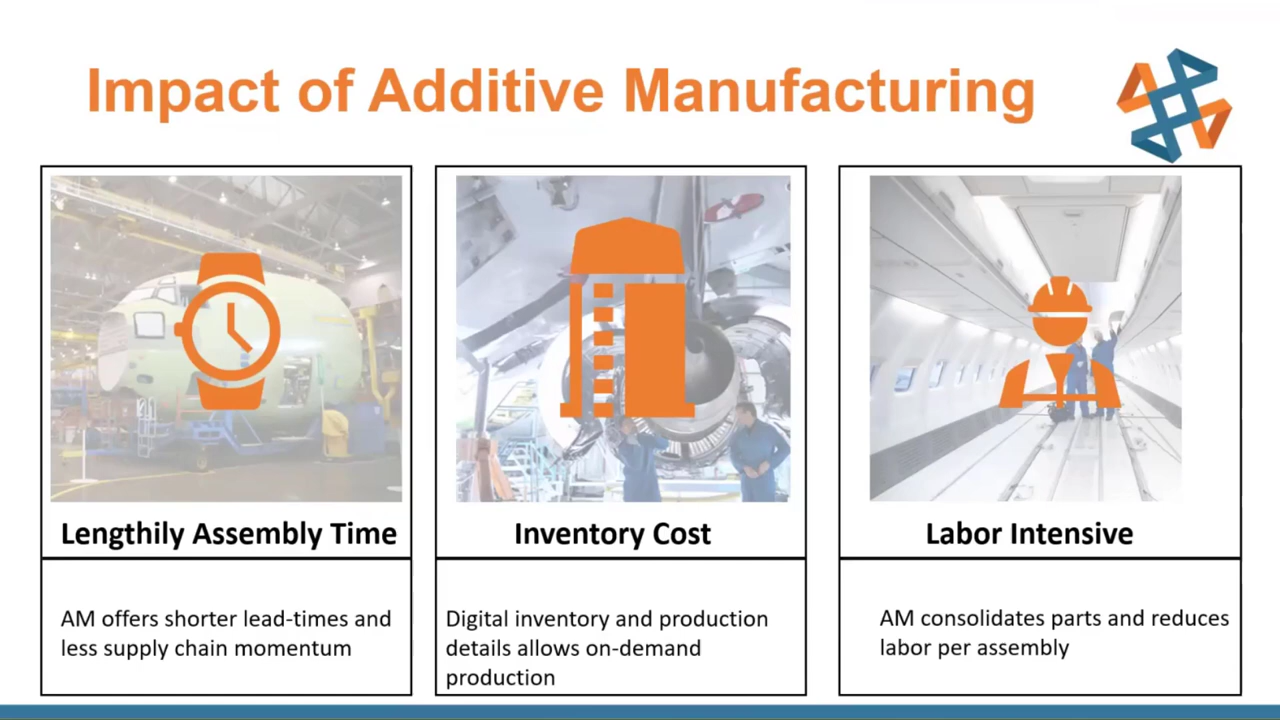 Impact of Additive Manufacturing
Lengthily Assembly Time
AM offers shorter lead-times and
less supply chain momentum
Inventory Cost
Digital inventory and production
details allows on-demand
production
Labor Intensive
AM consolidates parts and reduces
labor per assembly